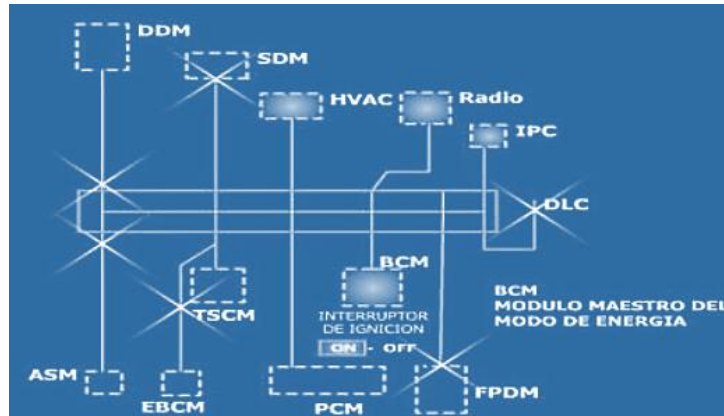 DDM
SDM
HVAC
Radio
IPC
DLC
BCM
TSCM
INTERRUPTOR
DE IGNICION
ON - OFF
BCM
MODULO MAESTRO DEL
MODO DE ENERGIA
ASM
EBCM
PCM
FPDM